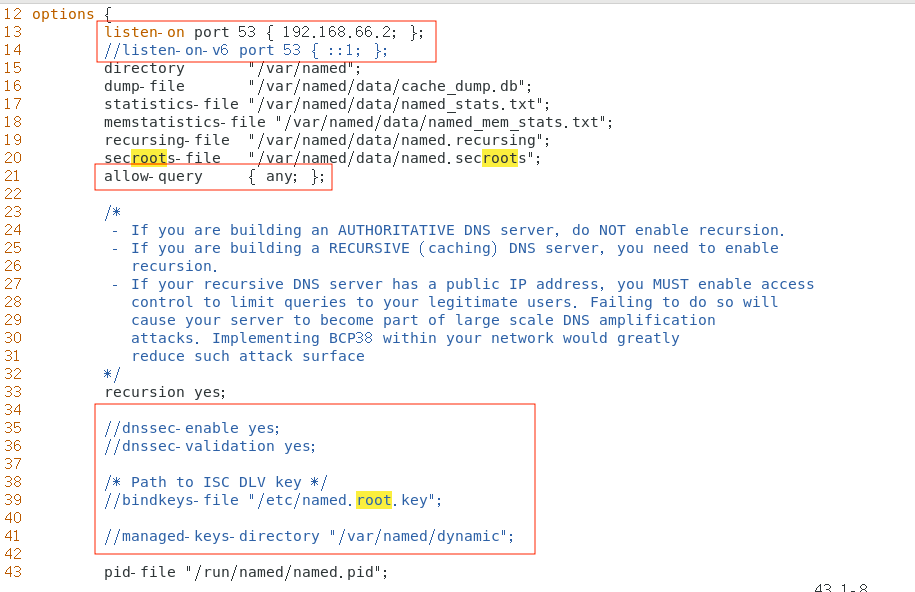 12 options {
13 listen-on port 53 { 192.168.66.2; };
14 //listen-on-v6 port 53 { ::1; };
15 directory "/var/named";
16 dump-file "/var/named/data/cache_dump.db";
17 statistics-file "/var/named/data/named_stats.txt";
18 memstatistics-file "/var/named/data/named_mem_stats.txt";
19 recursing-file "/var/named/data/named.recursing";
20 secroots-file "/var/named/data/named.secroots";
21 allow-query { any; };
22
23 /*
24 - If you are building an AUTHORITATIVE DNS server, do NOT enable recursion.
25 - If you are building a RECURSIVE (caching) DNS server, you need to enable
26 recursion.
27 - If your recursive DNS server has a public IP address, you MUST enable access
28 control to limit queries to your legitimate users. Failing to do so will
29 cause your server to become part of large scale DNS amplification
30 attacks. Implementing BCP38 within your network would greatly
31 reduce such attack surface
32 */
33 recursion yes;
34
35 //dnssec-enable yes;
36 //dnssec-validation yes;
37
38 /* Path to ISC DLV key */
39 //bindkeys-file "/etc/named.root.key";
40
41 //managed-keys-directory "/var/named/dynamic";
42
43 pid-file "/run/named/named.pid";
43,1-8